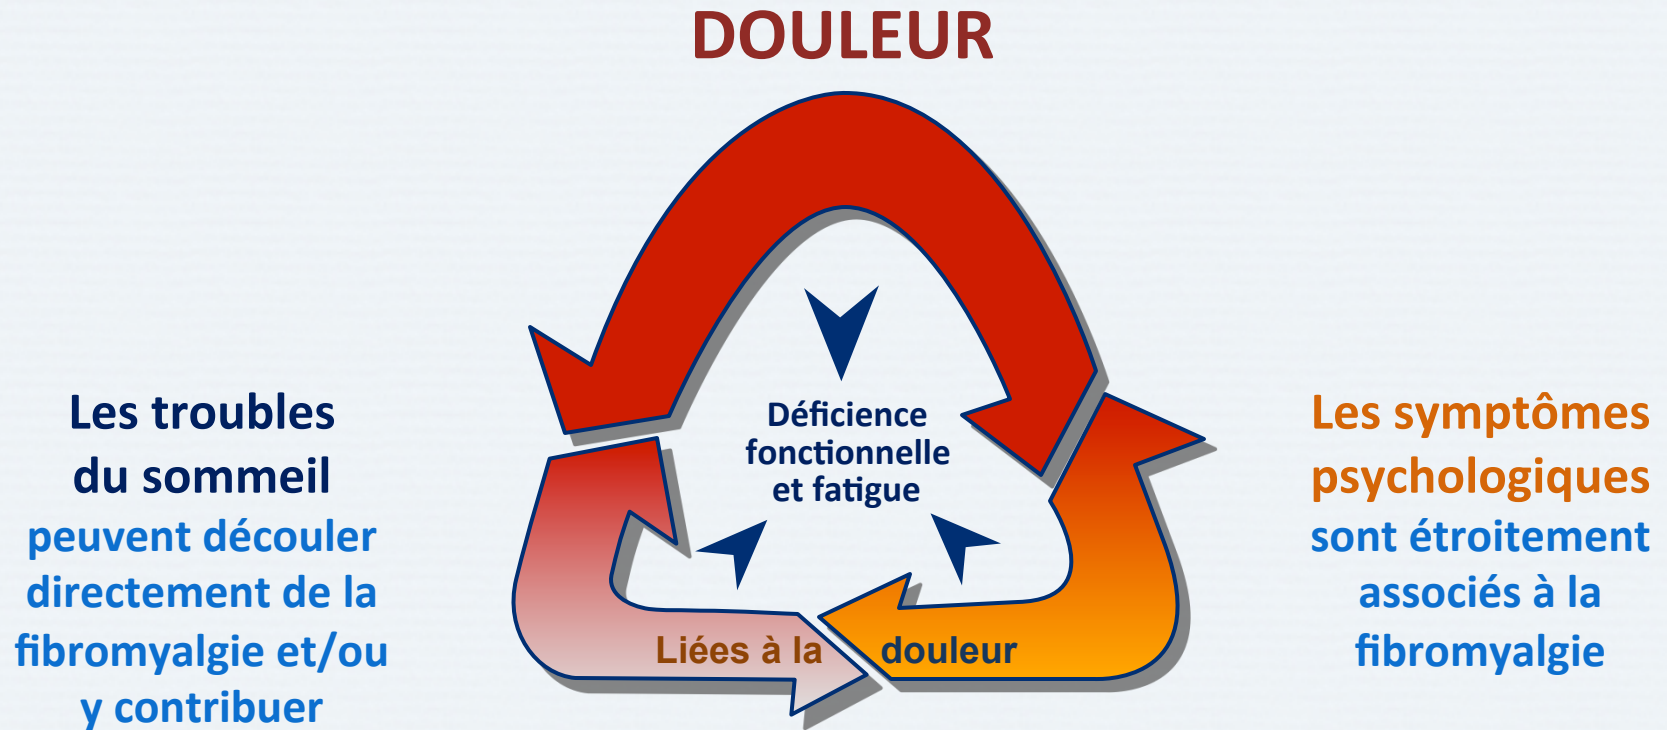 DOULEUR
Les troubles
du sommeil
peuvent découler
directement de la
fibromyalgie et/ou
y contribuer
Déficience
fonctionnelle
et fatigue
Liées à la douleur
Les symptômes
psychologiques
sont étroitement
associés à la
fibromyalgie